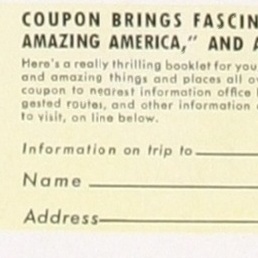 COUPON BRINGS FASCIN
AMAZING AMERICA," AND A
Here's a really thrilling booklet for you
and amazing things and places all ov
coupon to nearest information office l
gested routes, and other information o
to visit, on line below.
Information on trip to
Name
Address